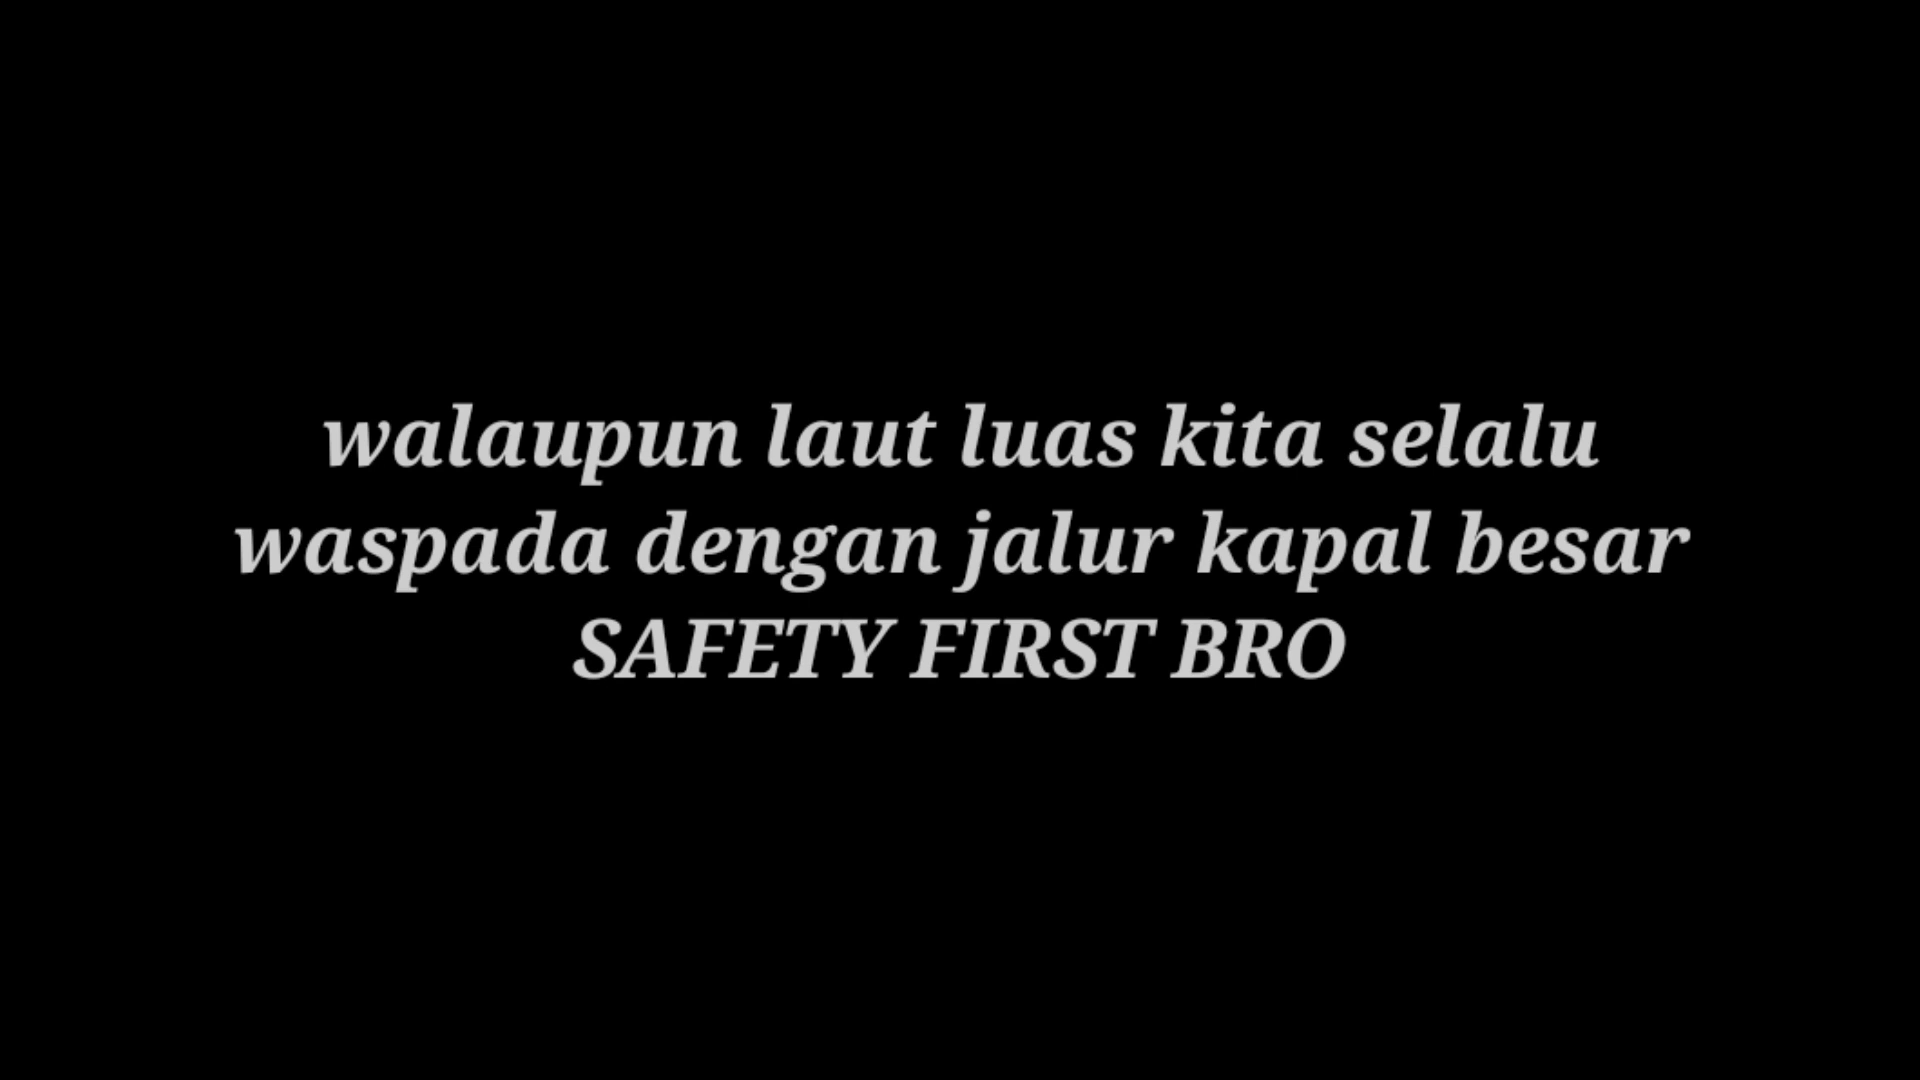 walaupun laut luas kita selalu
waspada dengan jalur kapal besar
SAFETY FIRST BRO